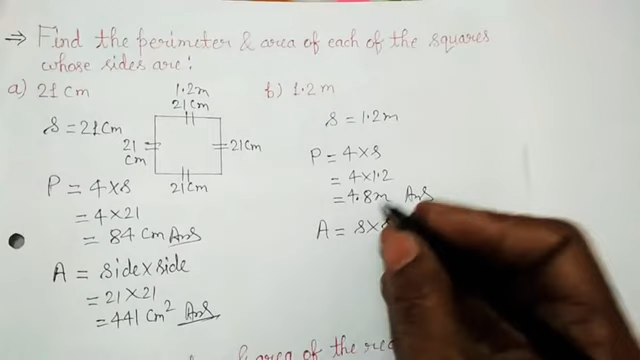 ⇒ Find the perimeter & area of each of the squares
whose sides are:
a) 21 cm
1.2m
21 cm
S = 21 cm
21
cm
21 cm
21 cm
P = 4 × S
= 4 × 21
= 84 cm Ans
A = side × side
= 21 × 21
= 441 cm² Ans
b) 1.2 m
S = 1.2 m
P = 4 × S
= 4 × 1.2
= 4.8 m Ans
A = S ×
area of the rec